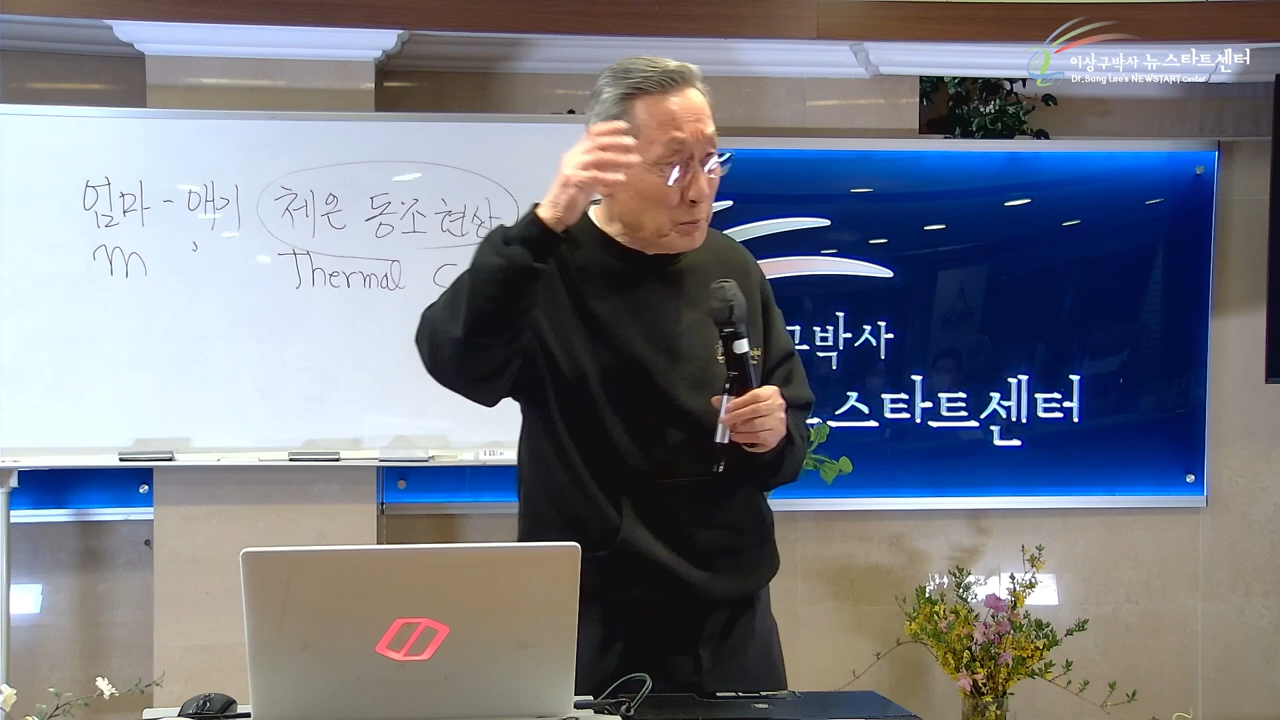 이상구박사 뉴스타트센터
Dr. Sang Lee's NEWSTART Center
엄마 - 애기 체온 동조 현상
m
Thermal C
구박사
스타트센터